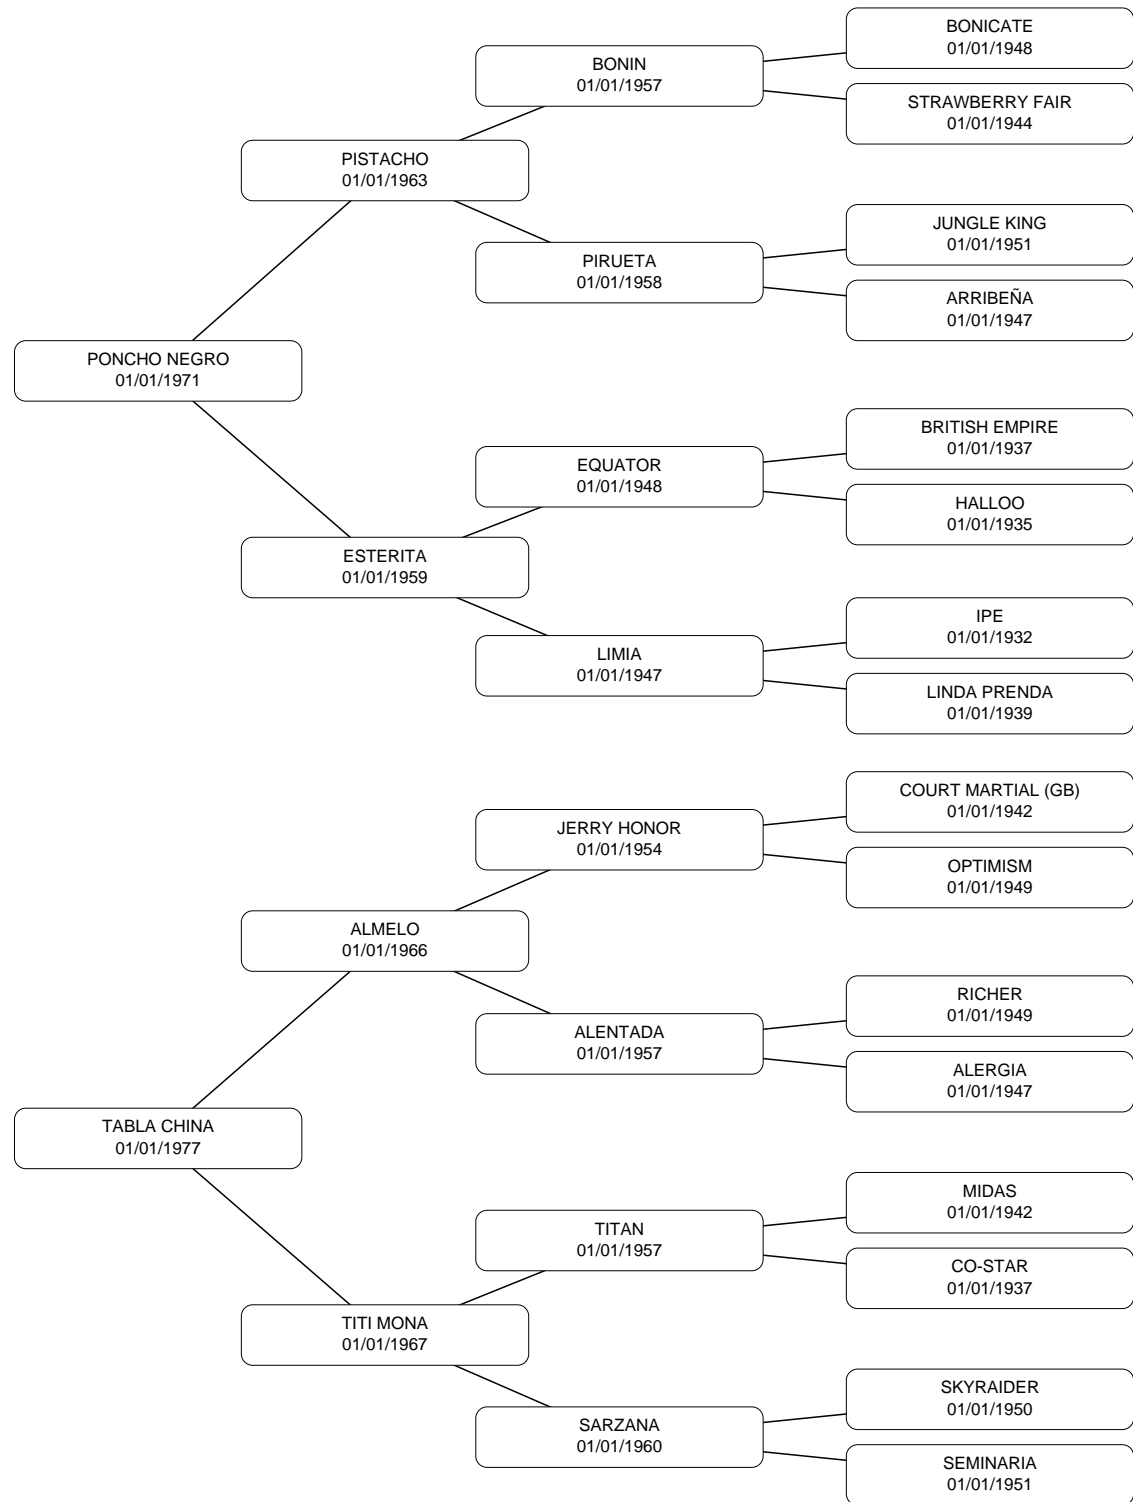 BONICATE
01/01/1948
BONIN
01/01/1957
STRAWBERRY FAIR
01/01/1944
PISTACHO
01/01/1963
JUNGLE KING
01/01/1951
PIRUETA
01/01/1958
ARRIBEÑA
01/01/1947
PONCHO NEGRO
01/01/1971
BRITISH EMPIRE
01/01/1937
EQUATOR
01/01/1948
HALLOO
01/01/1935
ESTERITA
01/01/1959
IPE
01/01/1932
LIMIA
01/01/1947
LINDA PRENDA
01/01/1939
COURT MARTIAL (GB)
01/01/1942
JERRY HONOR
01/01/1954
OPTIMISM
01/01/1949
ALMELO
01/01/1966
RICHER
01/01/1949
ALENTADA
01/01/1957
ALERGIA
01/01/1947
TABLA CHINA
01/01/1977
MIDAS
01/01/1942
TITAN
01/01/1957
CO-STAR
01/01/1937
TITI MONA
01/01/1967
SKYRAIDER
01/01/1950
SARZANA
01/01/1960
SEMINARIA
01/01/1951